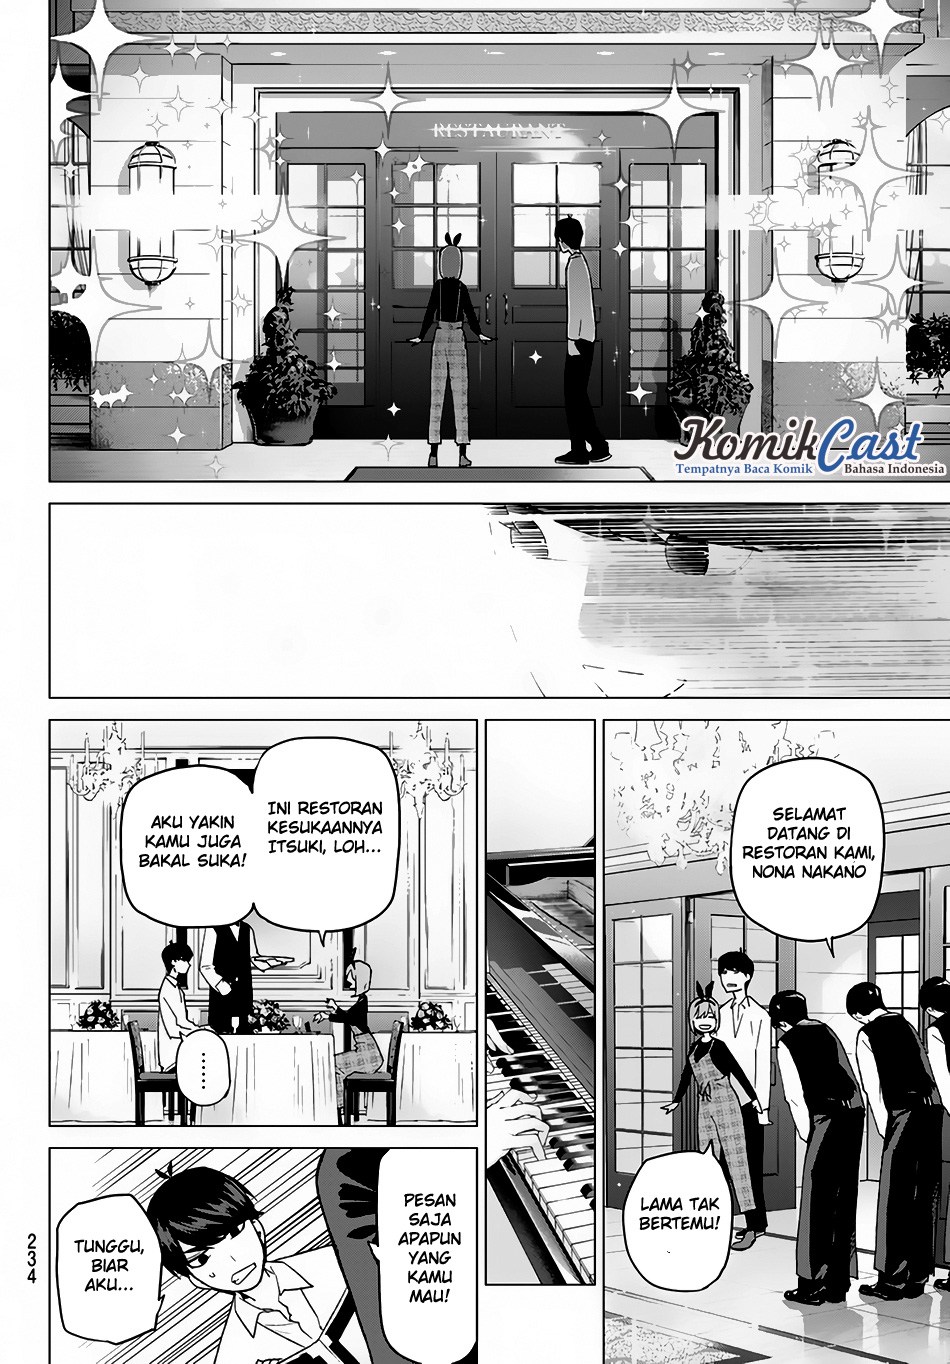 RESTAURANT
KomikCast
Tempatnya Baca Komik Bahasa Indonesia
SELAMAT
DATANG DI
RESTORAN KAMI,
NONA NAKANO
LAMA TAK
BERTEMU!
INI RESTORAN
KESUKAANNYA
ITSUKI, LOH...
AKU YAKIN
KAMU JUGA
BAKAL SUKA!
......
PESAN
SAJA
APAPUN
YANG
KAMU
MAU!
TUNGGU,
BIAR
AKU...
234